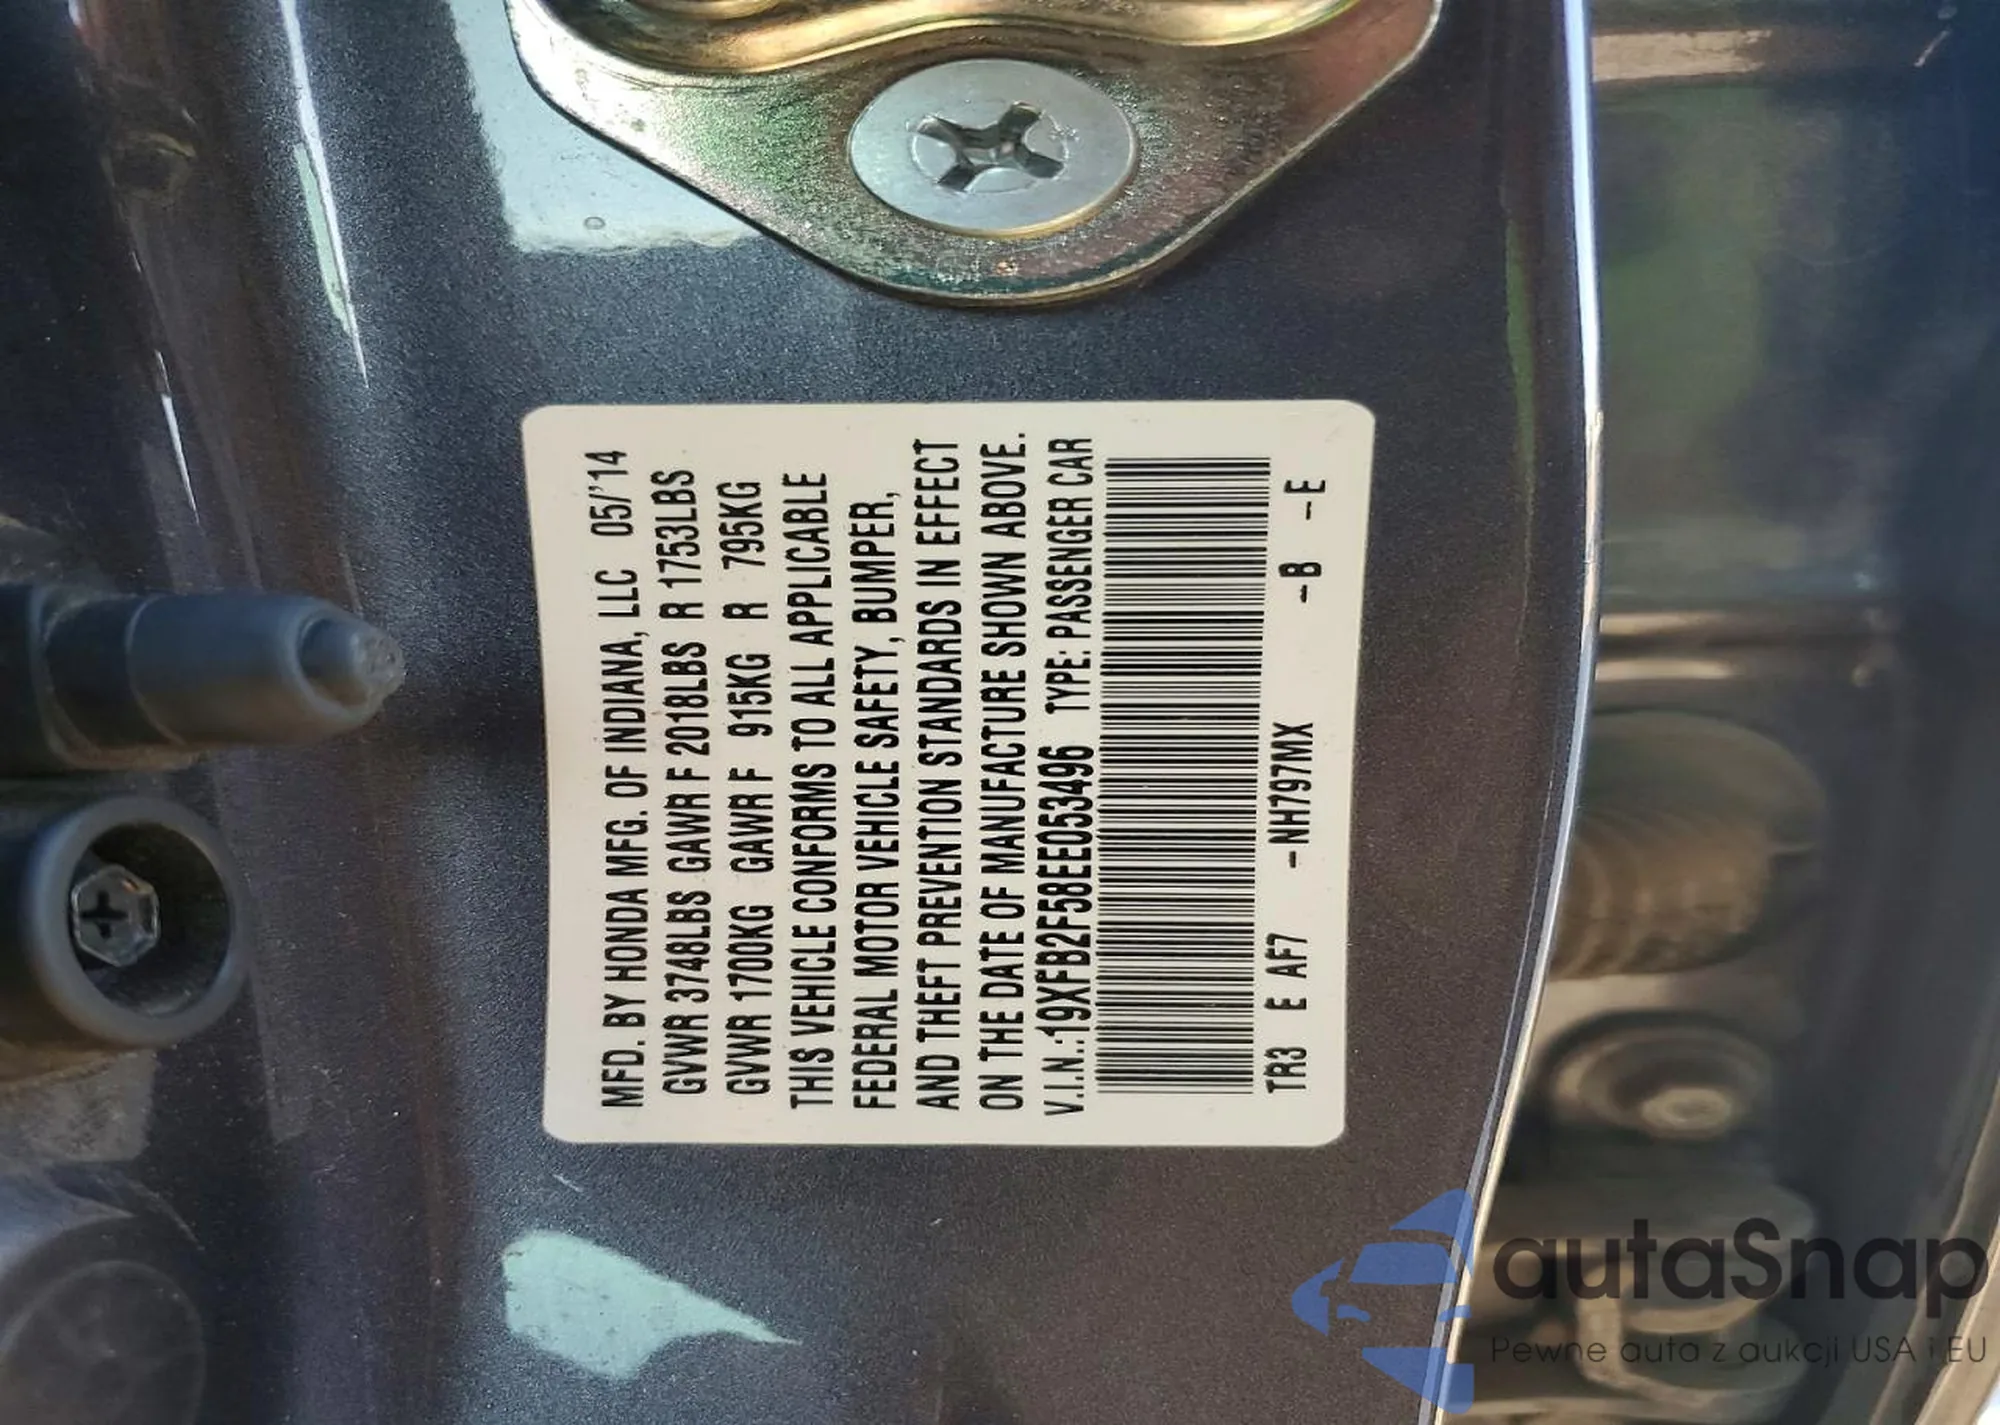 MFD. BY HONDA MFG. OF INDIANA, LLC 05/'14
GVWR 3748LBS GAWR F 2018LBS R 1753LBS
GVWR 1700KG GAWR F 915KG R 795KG
THIS VEHICLE CONFORMS TO ALL APPLICABLE
FEDERAL MOTOR VEHICLE SAFETY, BUMPER,
AND THEFT PREVENTION STANDARDS IN EFFECT
ON THE DATE OF MANUFACTURE SHOWN ABOVE.
V.I.N.:19XFB2F58EE053496 TYPE: PASSENGER CAR
TR3 E AF7 -NH797MX -B -E
autaSnap
Pewne auta z aukcji USA i EU